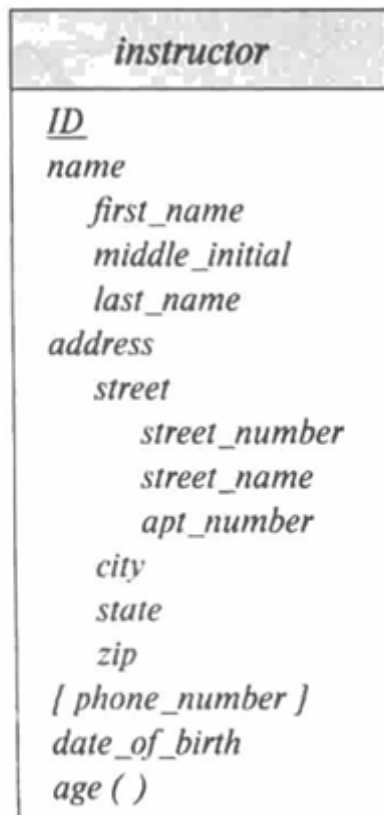 instructor
ID
name
first_name
middle_initial
last_name
address
street
street_number
street_name
apt_number
city
state
zip
{ phone_number }
date_of_birth
age ( )